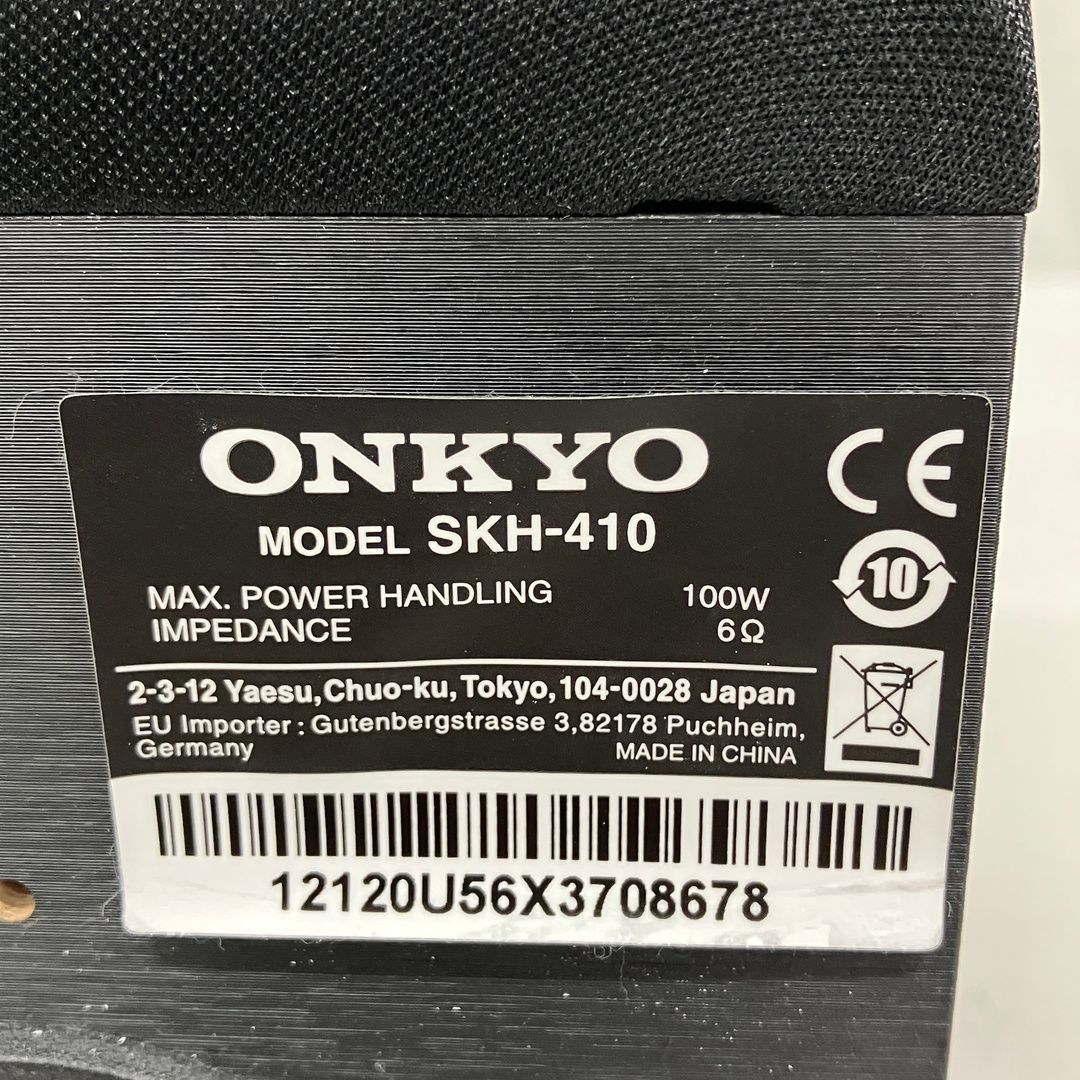 ONKYO
CE
MODEL SKH-410
10
MAX. POWER HANDLING 100W
IMPEDANCE 6Ω
2-3-12 Yaesu, Chuo-ku, Tokyo, 104-0028 Japan
EU Importer : Gutenbergstrasse 3,82178 Puchheim,
Germany MADE IN CHINA
12120U56X3708678